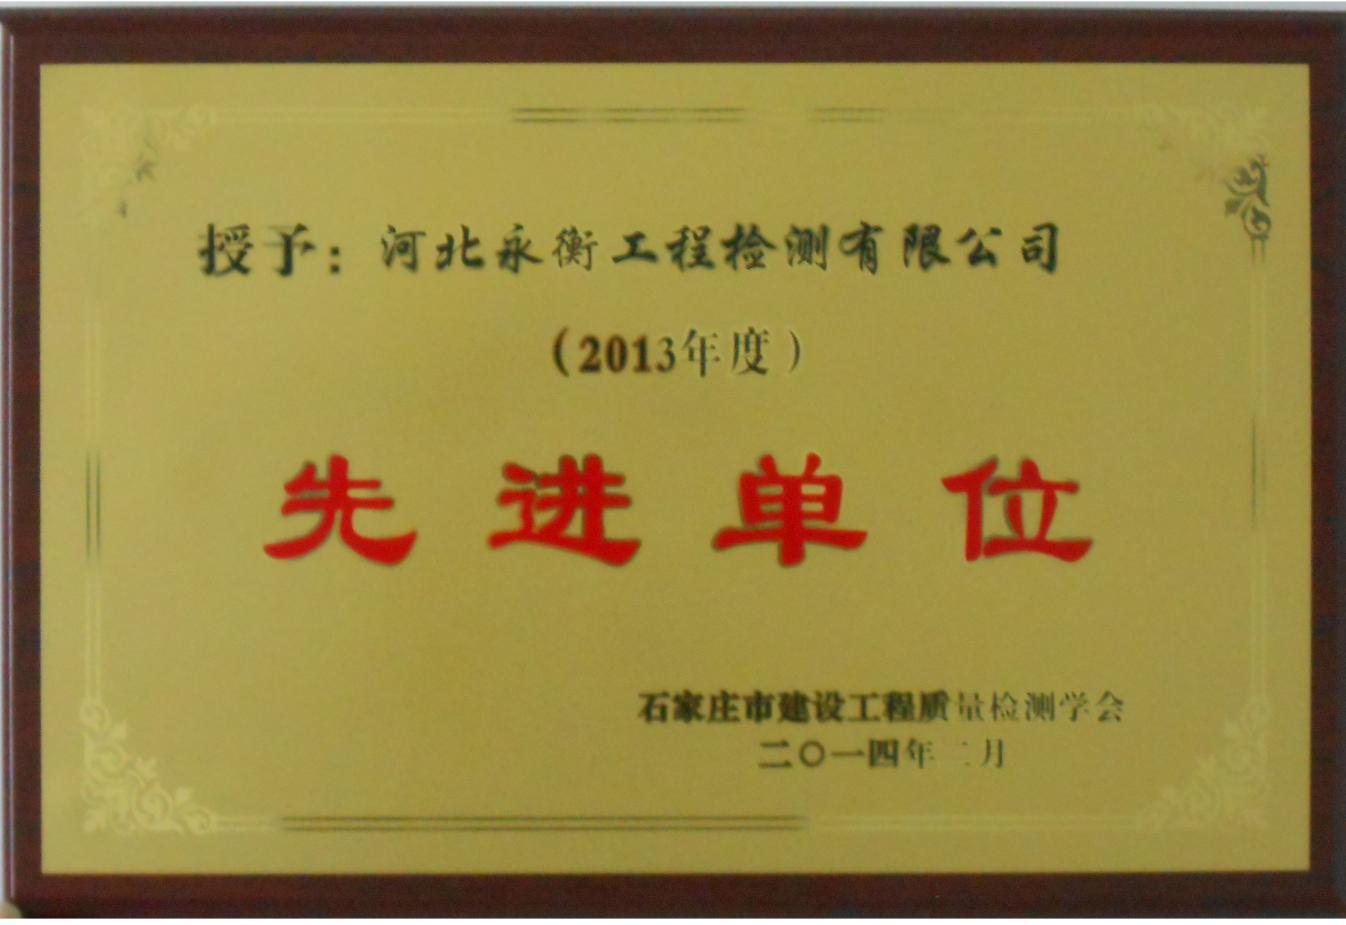 授予：河北永衡工程检测有限公司
（2013年度）
先进单位
石家庄市建设工程质量检测学会
二〇一四年二月